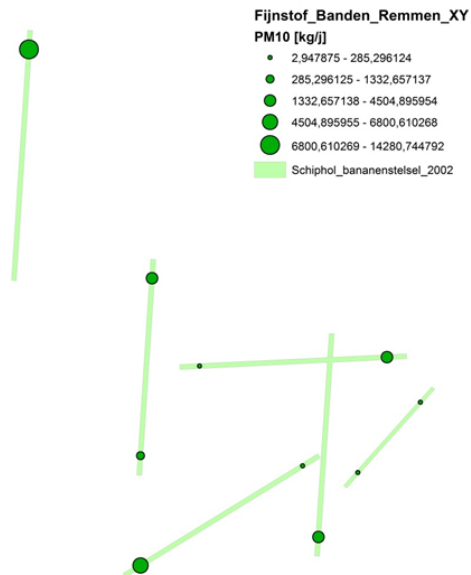 Fijnstof_Banden_Remmen_XY
PM10 [kg/j]
2,947875 - 285,296124
285,296125 - 1332,657137
1332,657138 - 4504,895954
4504,895955 - 6800,610268
6800,610269 - 14280,744792
Schiphol_bananenstelsel_2002